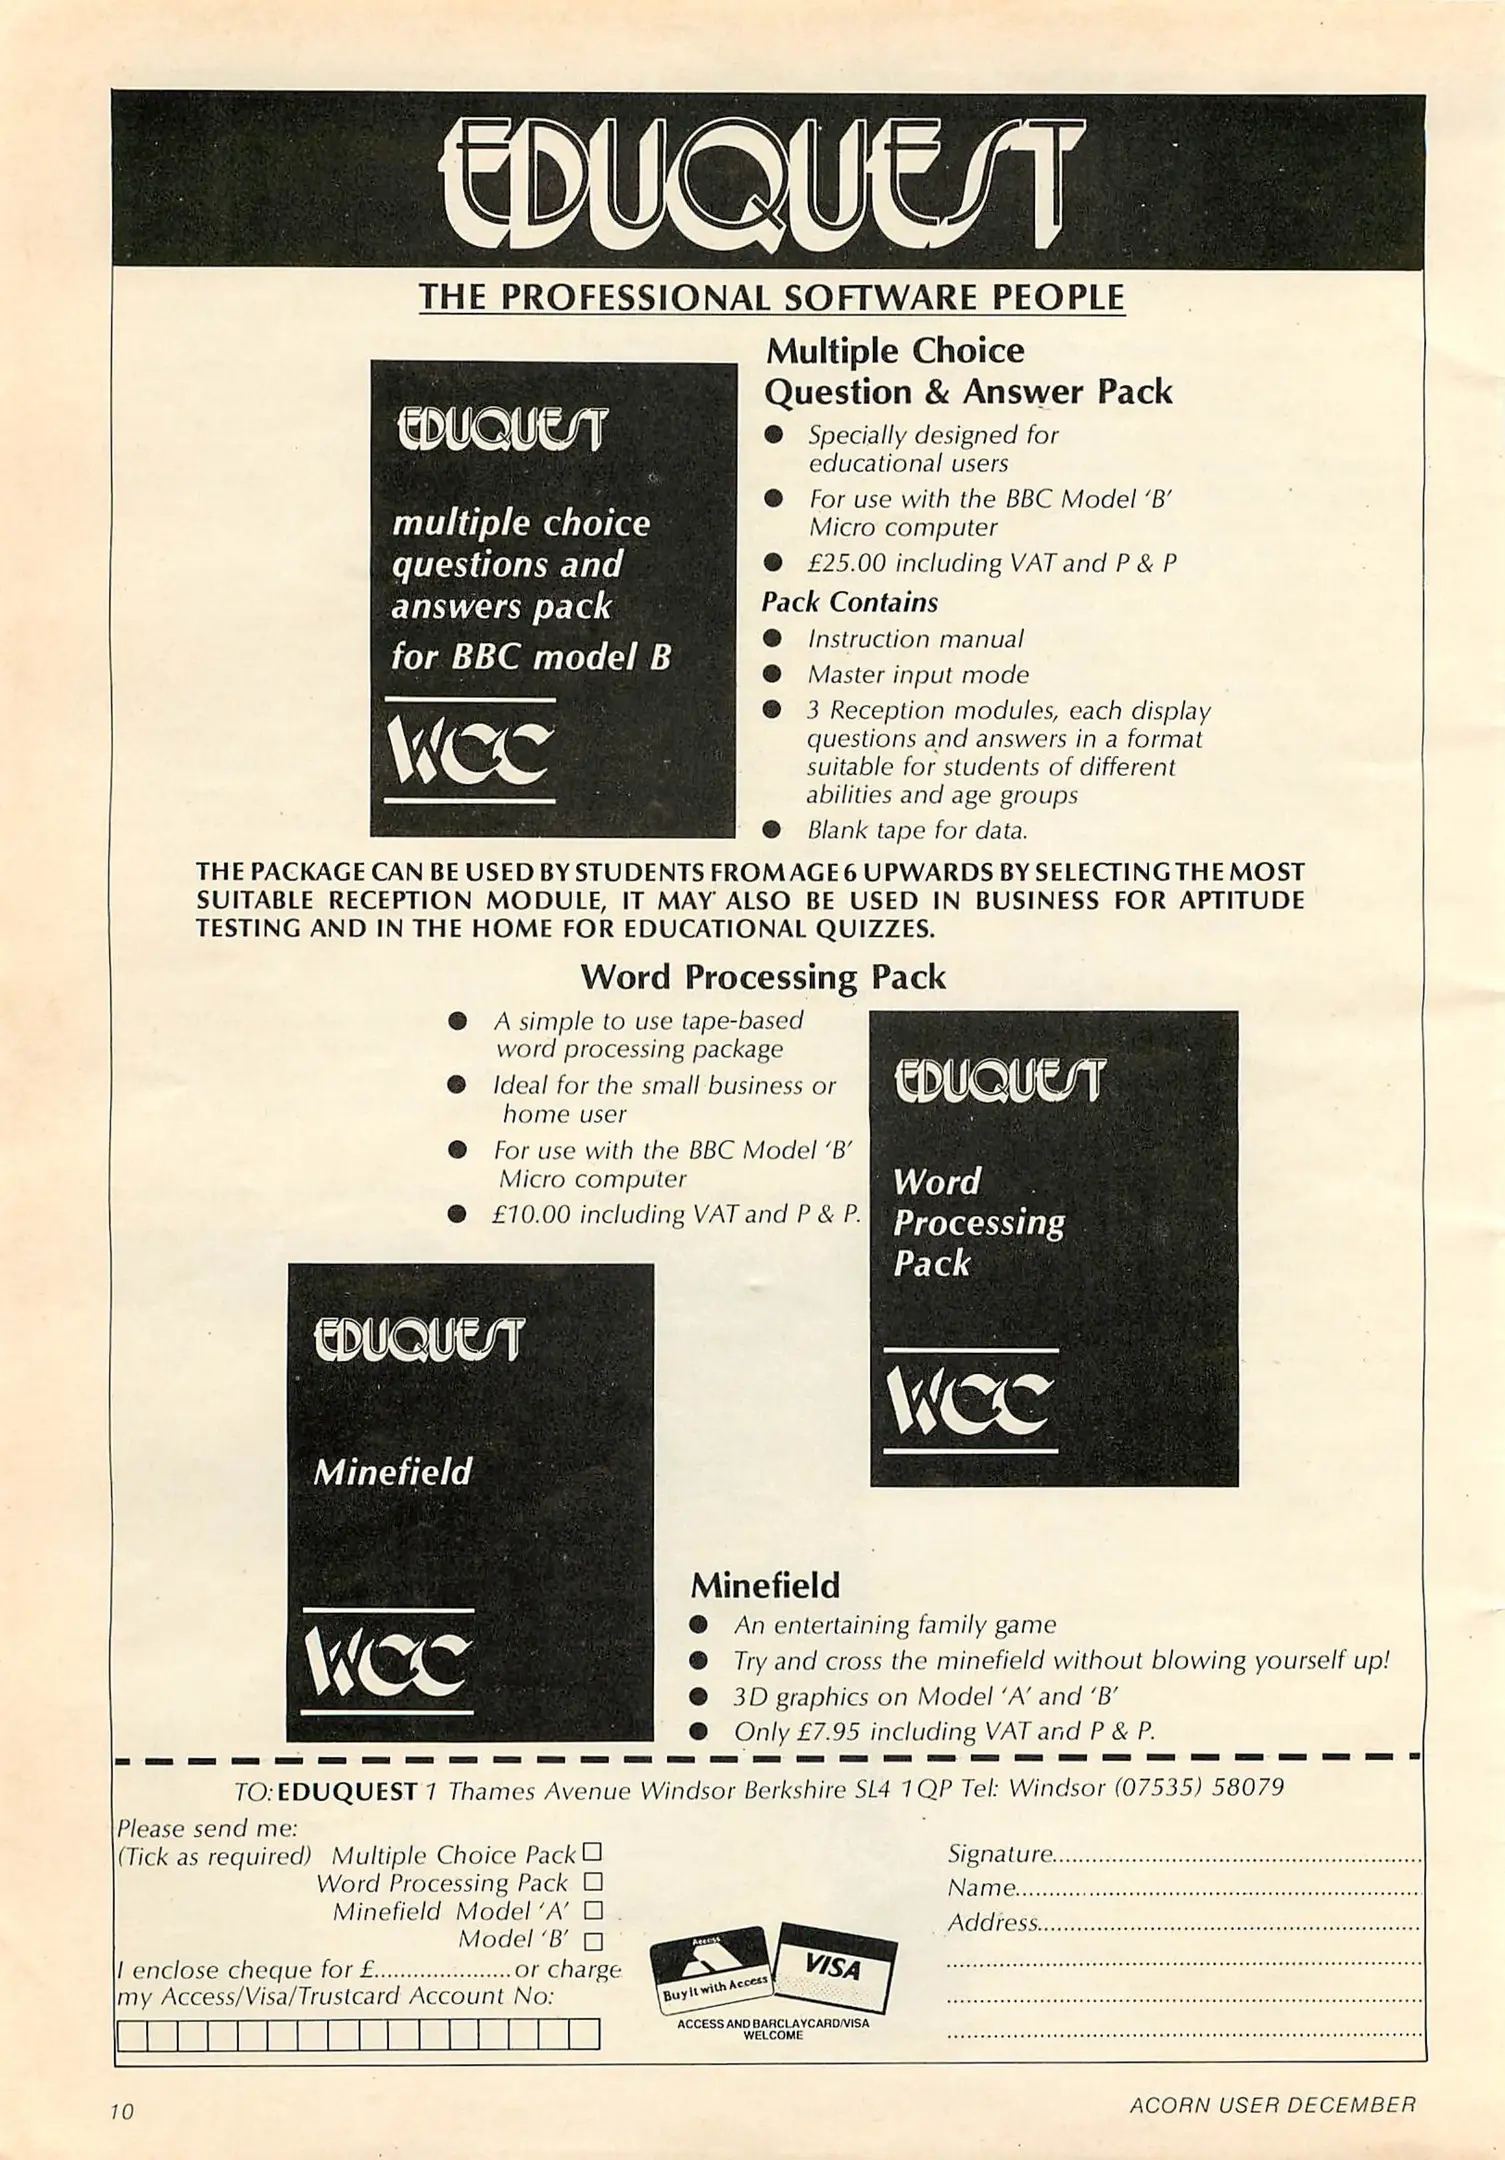 EDUQUEST
THE PROFESSIONAL SOFTWARE PEOPLE
EDUQUEST
multiple choice
questions and
answers pack
for BBC model B
WCC
Multiple Choice
Question & Answer Pack
● Specially designed for
educational users
● For use with the BBC Model 'B'
Micro computer
● £25.00 including VAT and P & P
Pack Contains
● Instruction manual
● Master input mode
● 3 Reception modules, each display
questions and answers in a format
suitable for students of different
abilities and age groups
● Blank tape for data.
THE PACKAGE CAN BE USED BY STUDENTS FROM AGE 6 UPWARDS BY SELECTING THE MOST
SUITABLE RECEPTION MODULE, IT MAY ALSO BE USED IN BUSINESS FOR APTITUDE
TESTING AND IN THE HOME FOR EDUCATIONAL QUIZZES.
Word Processing Pack
● A simple to use tape-based
word processing package
● Ideal for the small business or
home user
● For use with the BBC Model 'B'
Micro computer
● £10.00 including VAT and P & P.
EDUQUEST
Word
Processing
Pack
WCC
EDUQUEST
Minefield
WCC
Minefield
● An entertaining family game
● Try and cross the minefield without blowing yourself up!
● 3D graphics on Model 'A' and 'B'
● Only £7.95 including VAT and P & P.
TO: EDUQUEST 1 Thames Avenue Windsor Berkshire SL4 1QP Tel: Windsor (07535) 58079
Please send me:
(Tick as required) Multiple Choice Pack □
Word Processing Pack □
Minefield Model 'A' □
Model 'B' □
I enclose cheque for £......................or charge
my Access/Visa/Trustcard Account No:
Access
Buy It with Access
VISA
ACCESS AND BARCLAYCARD/VISA
WELCOME
Signature..........................................................
Name...............................................................
Address............................................................
10
ACORN USER DECEMBER